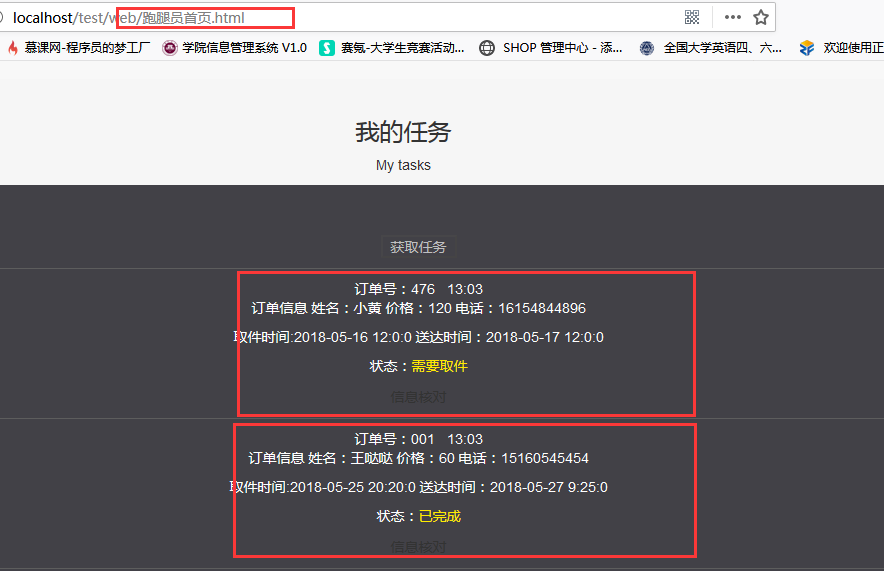 localhost/test/web/跑腿员首页.html
慕课网-程序员的梦工厂 学院信息管理系统 V1.0 赛氪-大学生竞赛活动... SHOP 管理中心 - 添... 全国大学英语四、六... 欢迎使用正
我的任务
My tasks
获取任务
订单号：476 13:03
订单信息 姓名：小黄 价格：120 电话：16154844896
取件时间:2018-05-16 12:0:0 送达时间：2018-05-17 12:0:0
状态：需要取件
信息核对
订单号：001 13:03
订单信息 姓名：王哒哒 价格：60 电话：15160545454
取件时间:2018-05-25 20:20:0 送达时间：2018-05-27 9:25:0
状态：已完成
信息核对